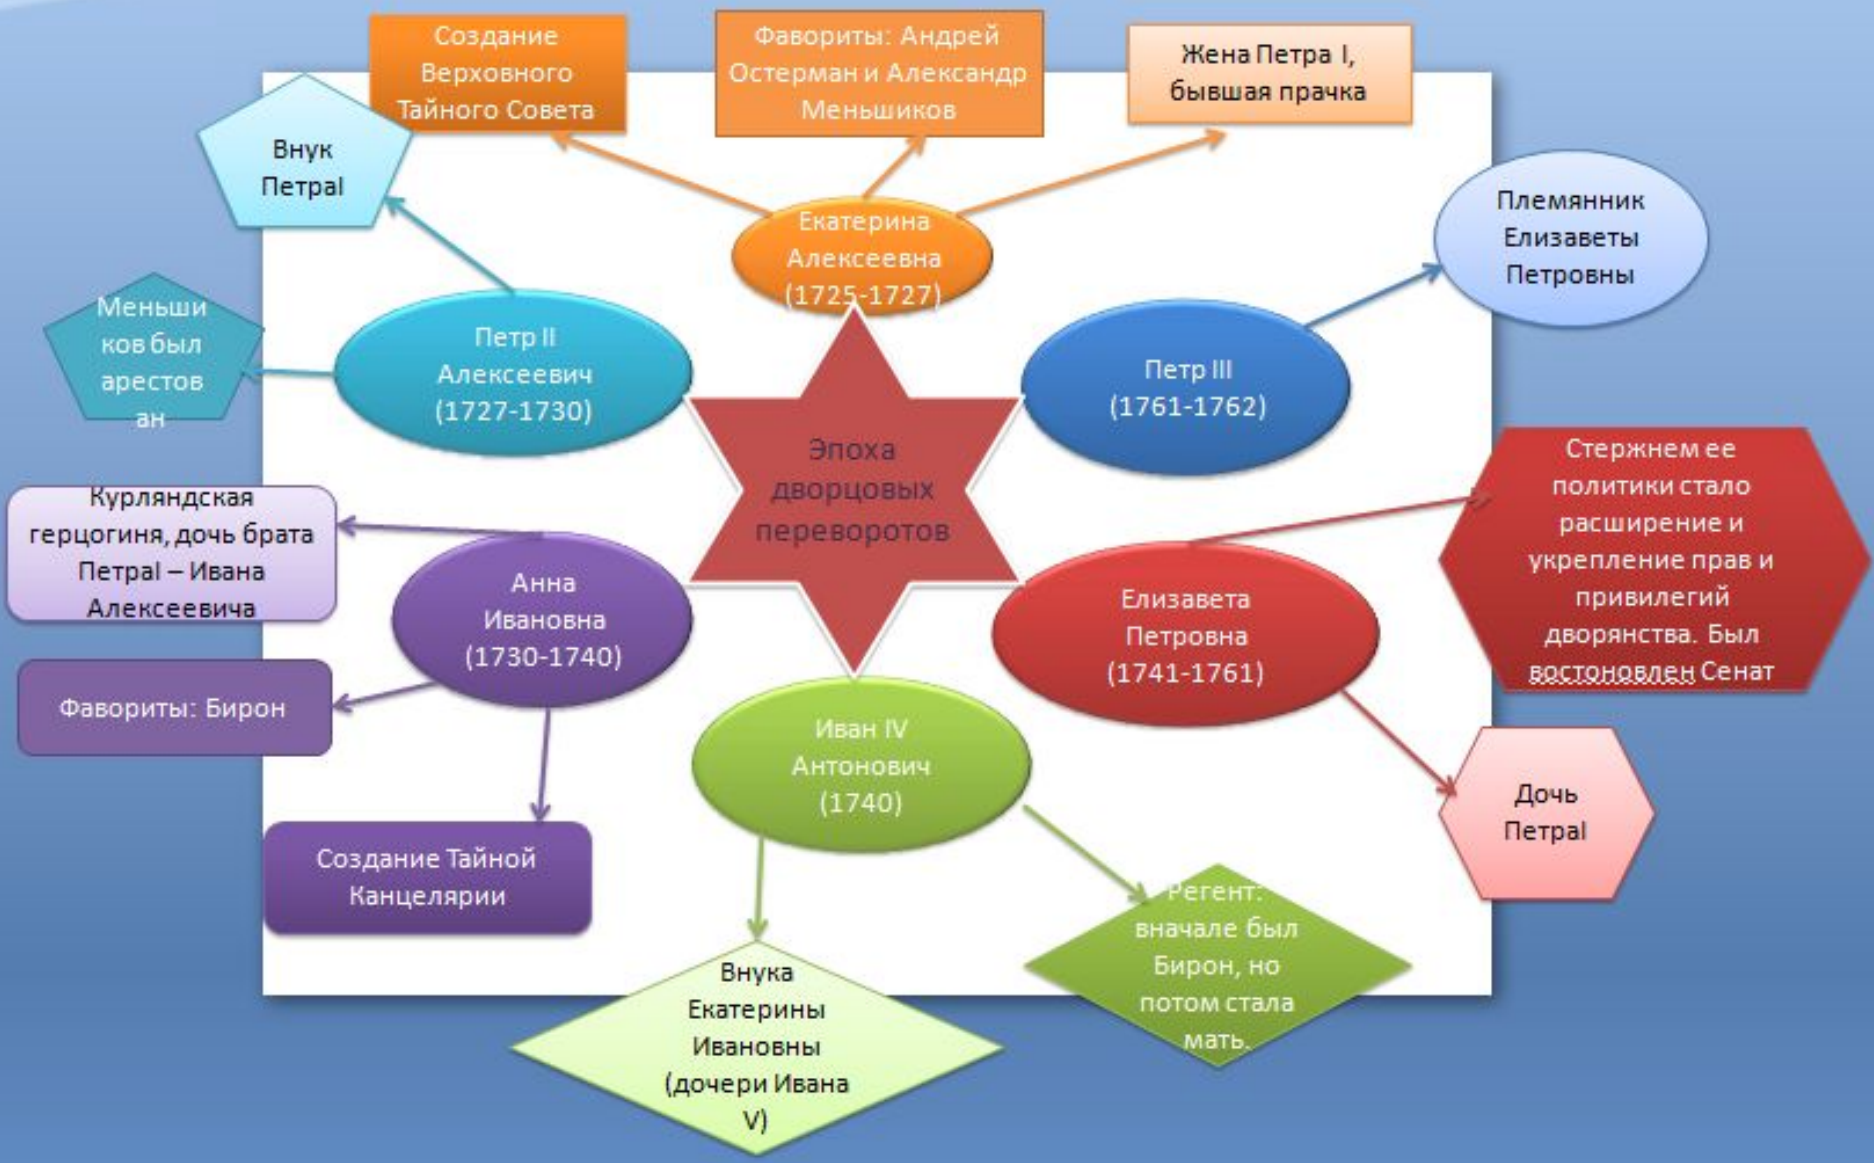 Создание
Верховного
Тайного Совета
Фавориты: Андрей
Остерман и Александр
Меньшиков
Жена Петра I,
бывшая прачка
Внук
ПетраI
Екатерина
Алексеевна
(1725-1727)
Племянник
Елизаветы
Петровны
Меньши
ков был
арестов
ан
Петр II
Алексеевич
(1727-1730)
Петр III
(1761-1762)
Эпоха
дворцовых
переворотов
Стержнем ее
политики стало
расширение и
укрепление прав и
привилегий
дворянства. Был
востоновлен Сенат
Курляндская
герцогиня, дочь брата
ПетраI – Ивана
Алексеевича
Анна
Ивановна
(1730-1740)
Елизавета
Петровна
(1741-1761)
Фавориты: Бирон
Иван IV
Антонович
(1740)
Дочь
ПетраI
Создание Тайной
Канцелярии
Регент:
вначале был
Бирон, но
потом стала
мать.
Внука
Екатерины
Ивановны
(дочери Ивана
V)